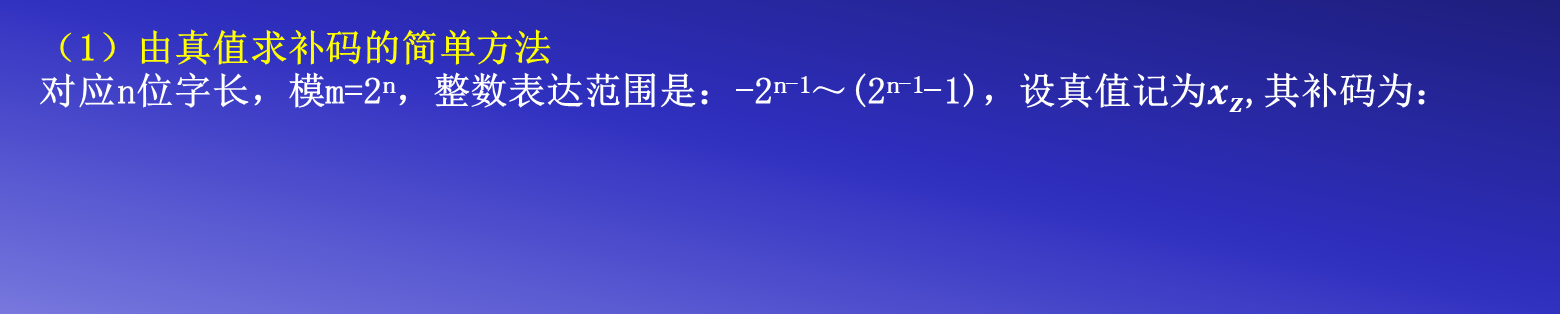 （1）由真值求补码的简单方法
对应n位字长，模m=2ⁿ，整数表达范围是：-2ⁿ⁻¹～(2ⁿ⁻¹-1)，设真值记为x_Z,其补码为：